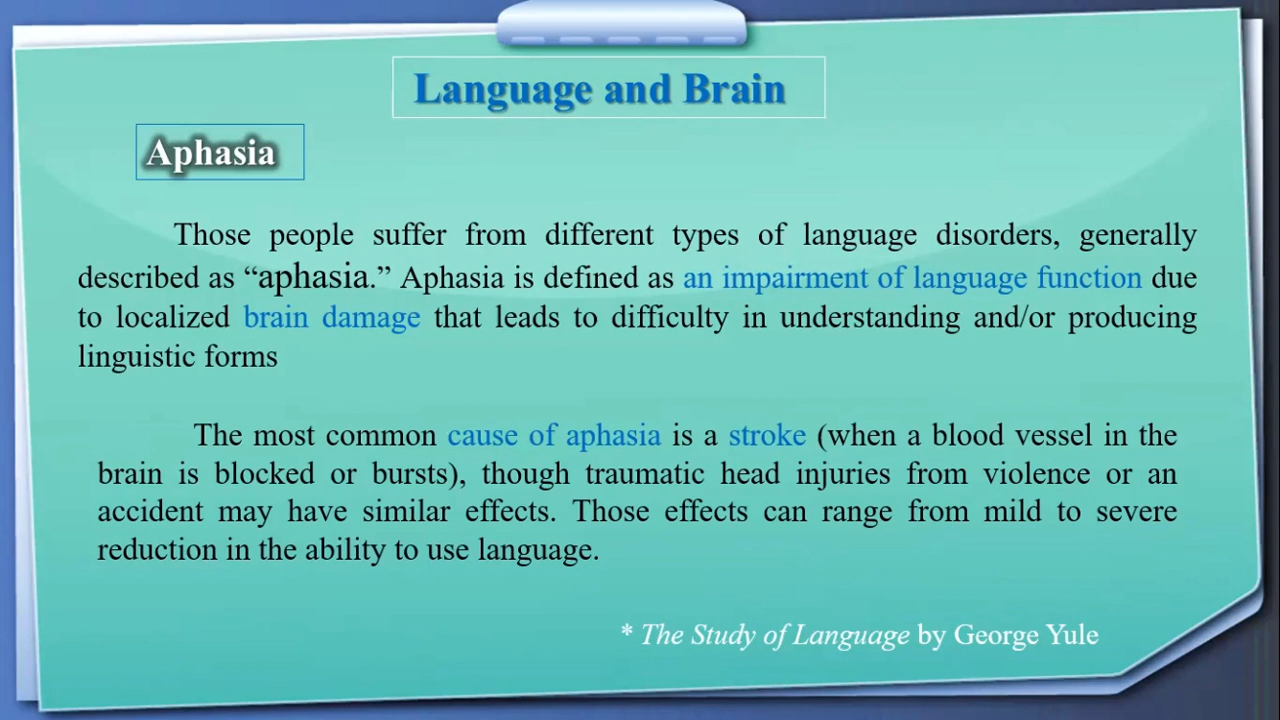 Language and Brain
Aphasia
Those people suffer from different types of language disorders, generally
described as “aphasia.” Aphasia is defined as an impairment of language function due
to localized brain damage that leads to difficulty in understanding and/or producing
linguistic forms
The most common cause of aphasia is a stroke (when a blood vessel in the
brain is blocked or bursts), though traumatic head injuries from violence or an
accident may have similar effects. Those effects can range from mild to severe
reduction in the ability to use language.
* The Study of Language by George Yule